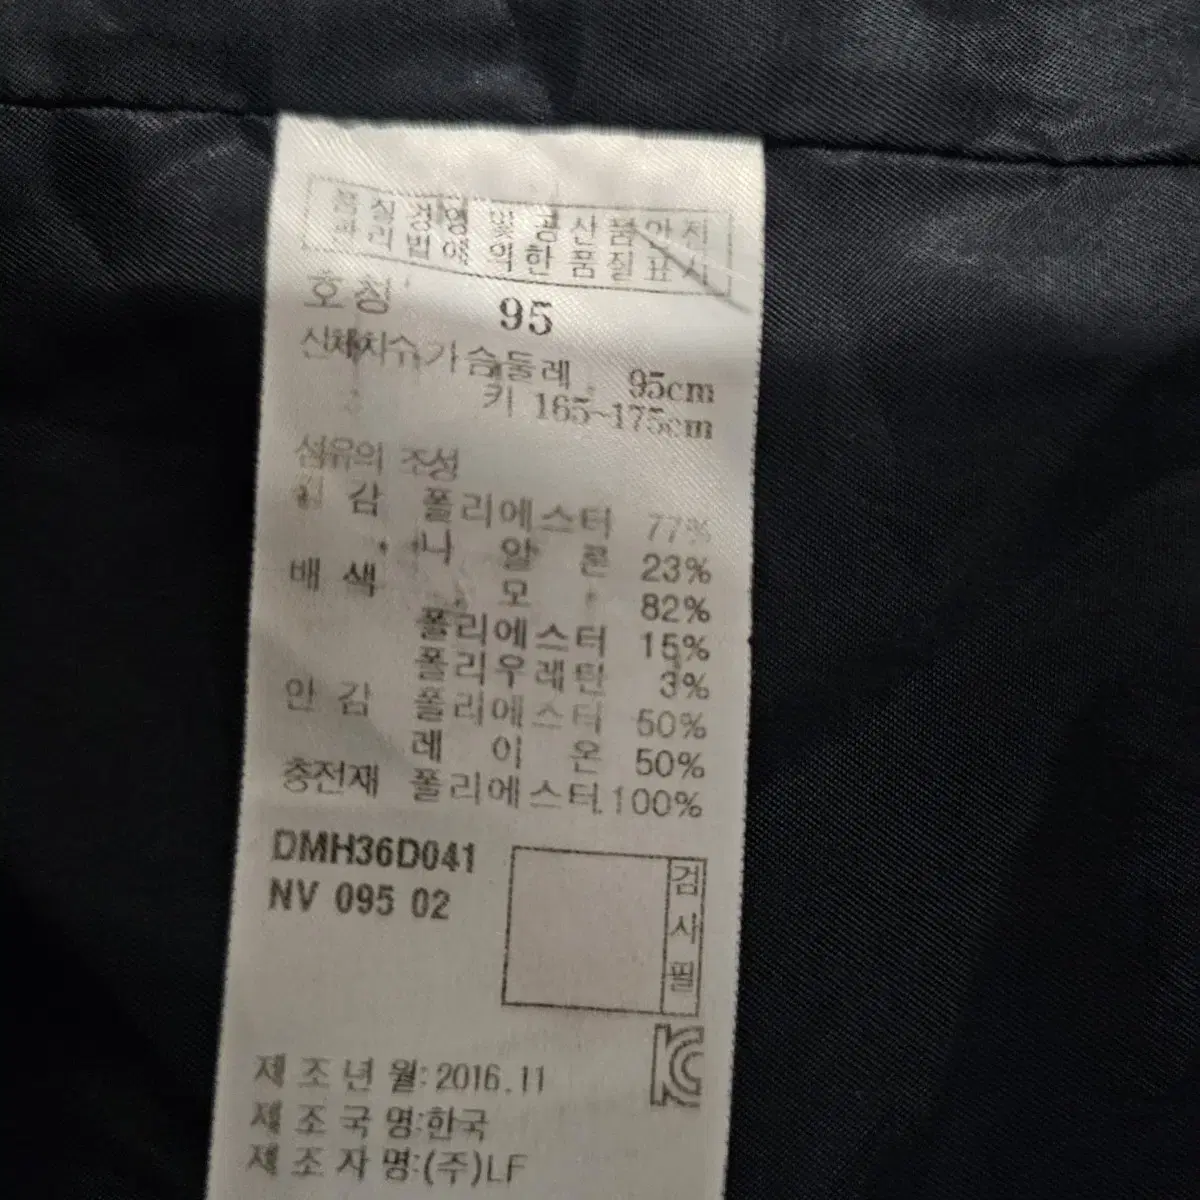 품실경영 및 공산품안전
관리법에 의한 품질표시
호칭 95
신체치수 가슴둘레 95cm
키 165~175cm
섬유의 조성
겉감 폴리에스터 77%
나일론 23%
배색 모 82%
폴리에스터 15%
폴리우레탄 3%
안감 폴리에스터 50%
레이온 50%
충전재 폴리에스터 100%
DMH36D041
NV 095 02
검사필
KC
제조년월:2016.11
제조국명:한국
제조자명:(주)LF